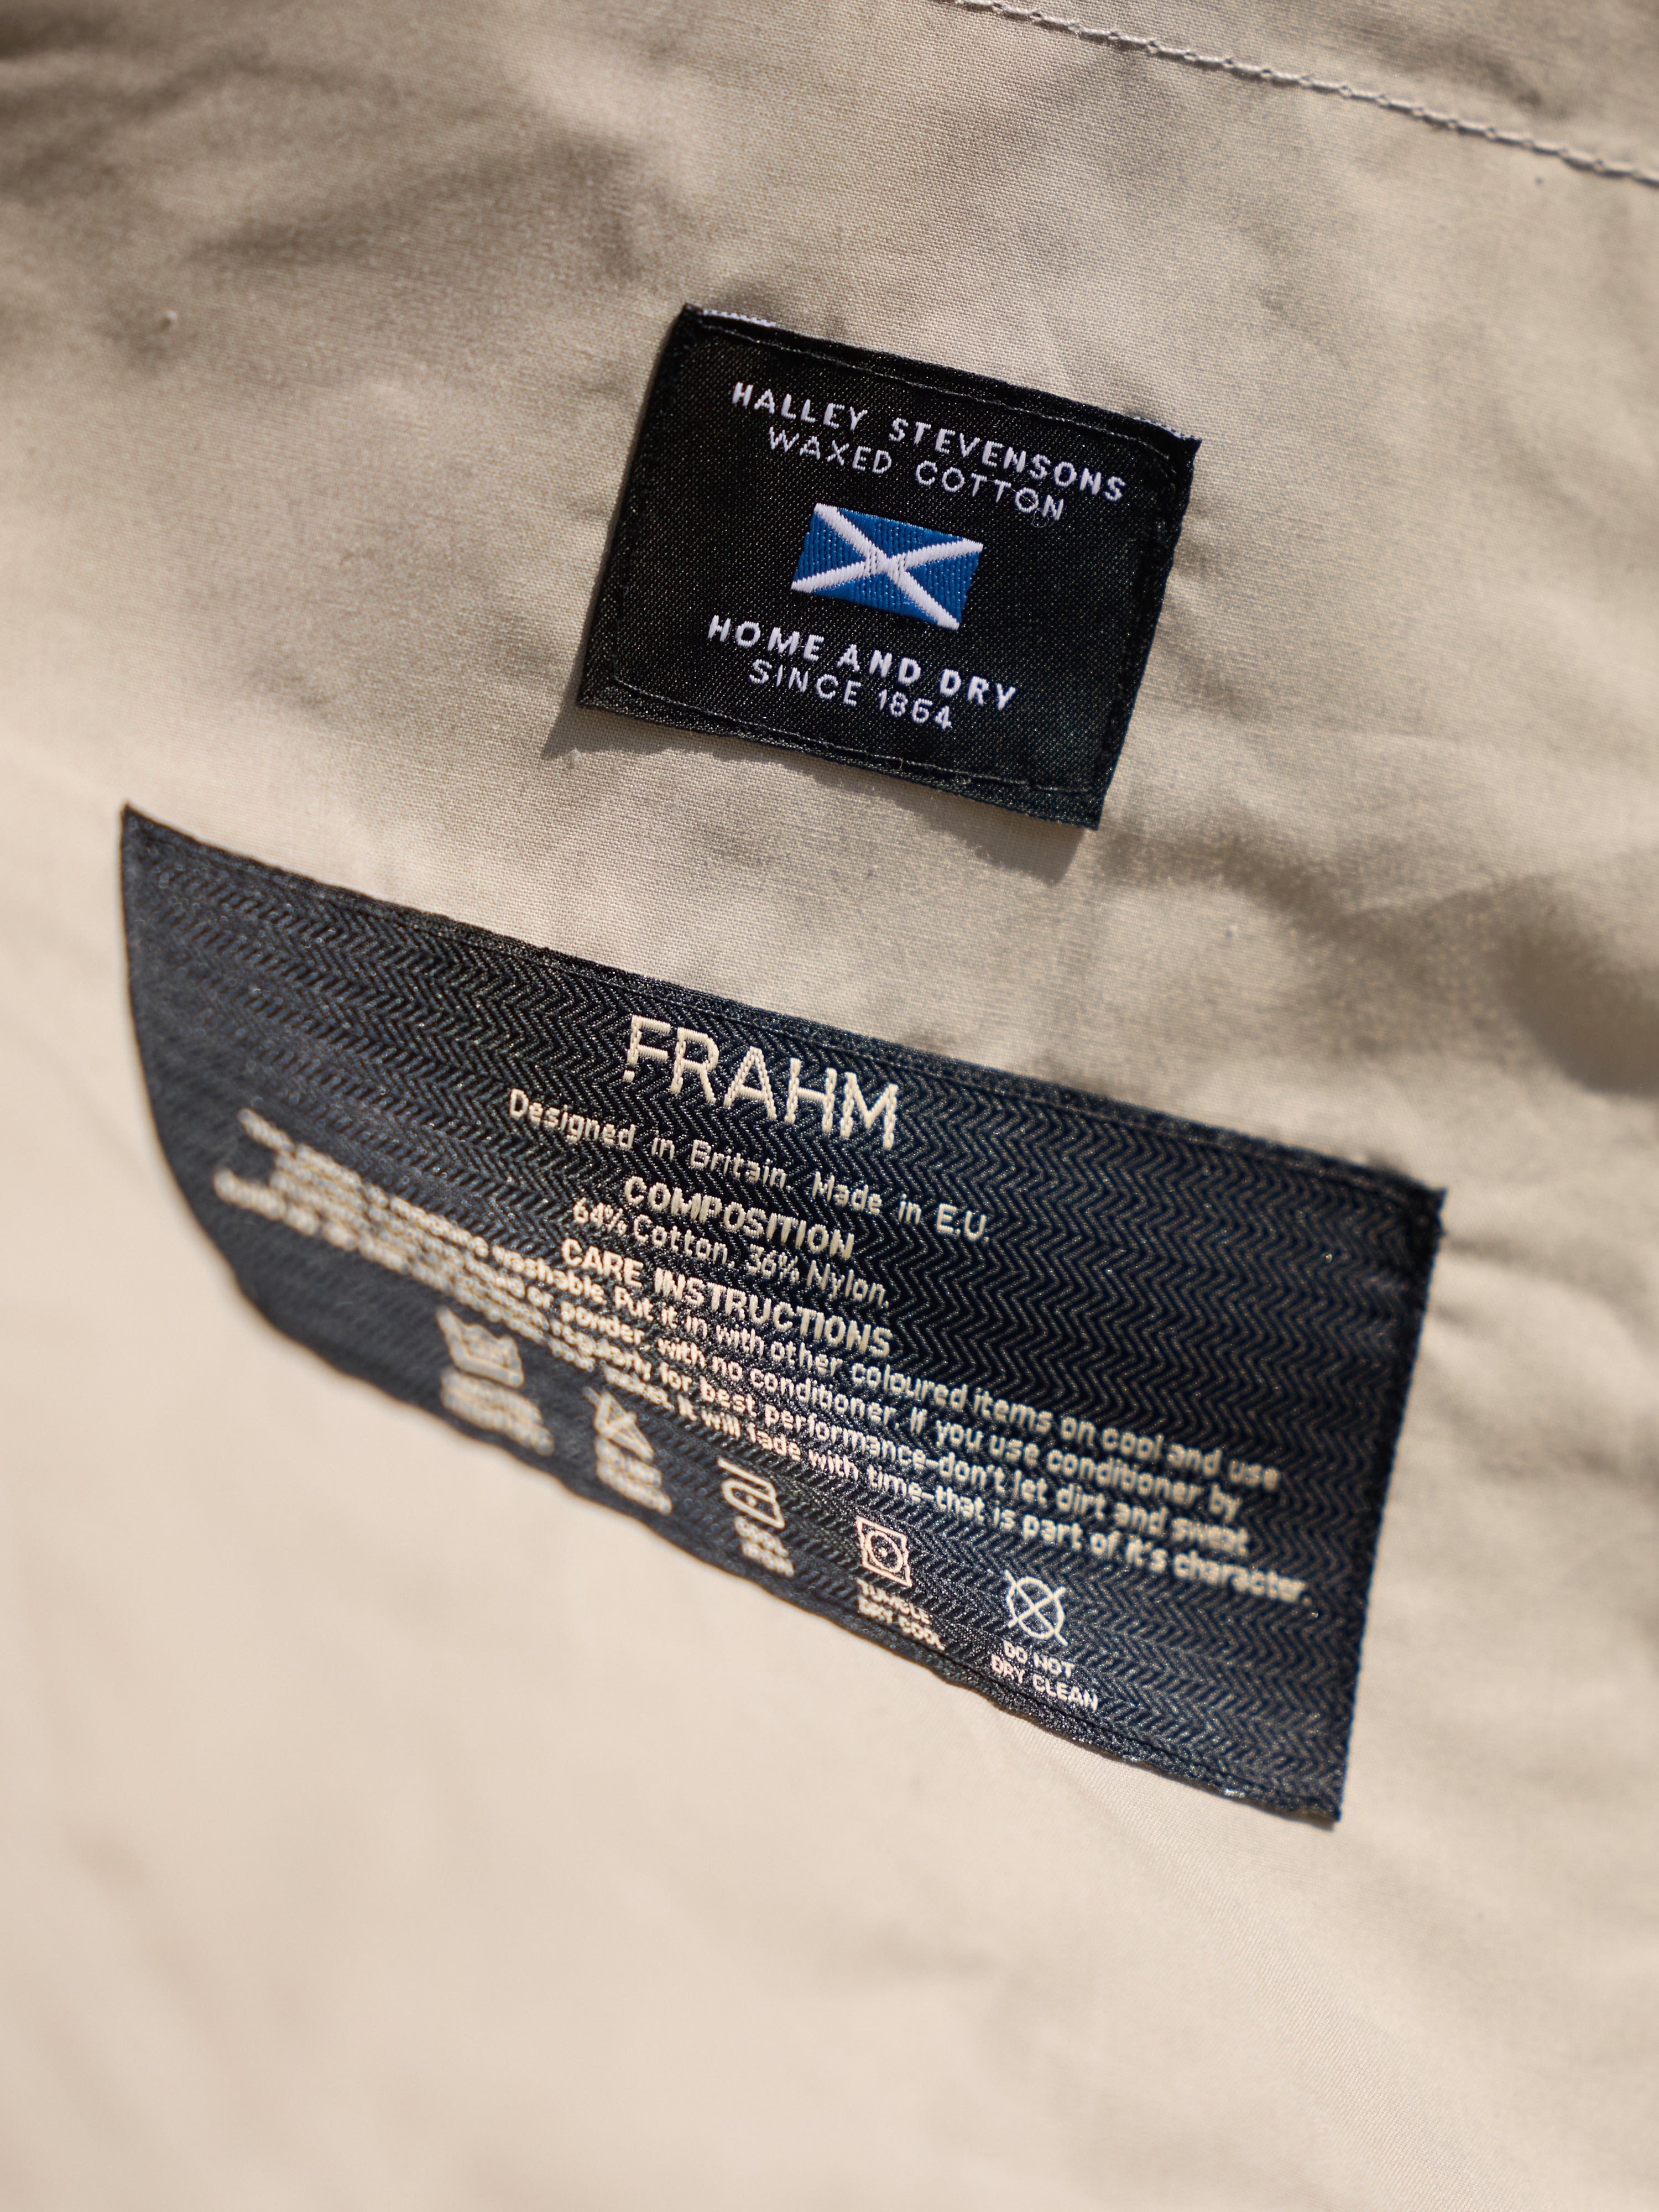 HALLEY STEVENSONS
WAXED COTTON
HOME AND DRY
SINCE 1864
FRAHM
Designed in Britain. Made in E.U.
COMPOSITION
64% Cotton, 36% Nylon.
CARE INSTRUCTIONS
washable. Put it in with other coloured items on cool and use
or powder, with no conditioner. If you use conditioner by
regularly, for best performance–don't let dirt and sweat
it will fade with time–that is part of it's character.
COOL
IRON
TUMBLE
DRY COOL
DO NOT
DRY CLEAN